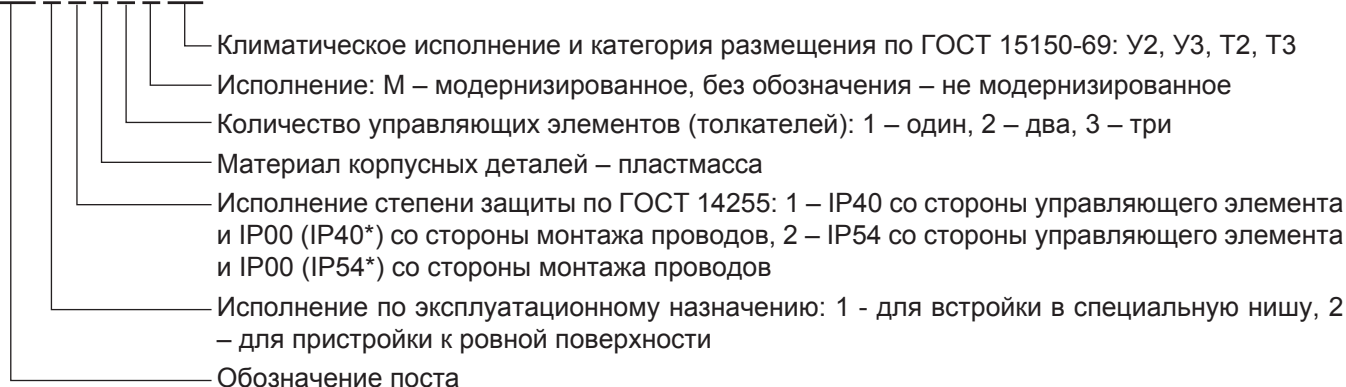 Климатическое исполнение и категория размещения по ГОСТ 15150-69: У2, У3, Т2, Т3
Исполнение: М – модернизированное, без обозначения – не модернизированное
Количество управляющих элементов (толкателей): 1 – один, 2 – два, 3 – три
Материал корпусных деталей – пластмасса
Исполнение степени защиты по ГОСТ 14255: 1 – IP40 со стороны управляющего элемента
и IP00 (IP40*) со стороны монтажа проводов, 2 – IP54 со стороны управляющего элемента
и IP00 (IP54*) со стороны монтажа проводов
Исполнение по эксплуатационному назначению: 1 - для встройки в специальную нишу, 2
– для пристройки к ровной поверхности
Обозначение поста